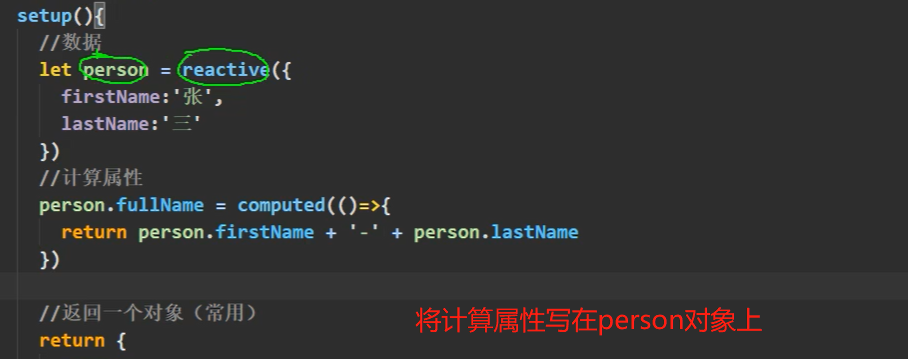 setup(){
//数据
let person = reactive({
firstName:'张',
lastName:'三'
})
//计算属性
person.fullName = computed(()=>{
return person.firstName + '-' + person.lastName
})
//返回一个对象（常用）
return {
将计算属性写在person对象上